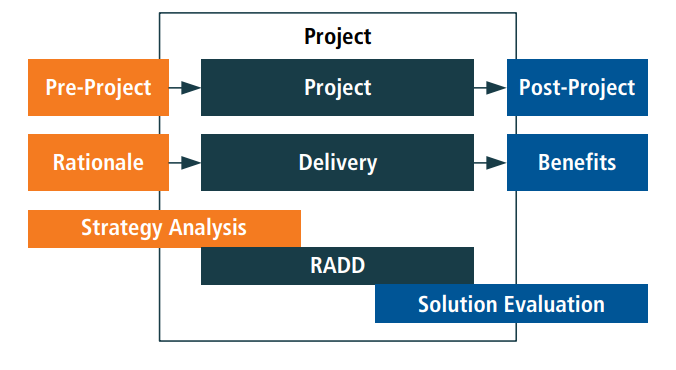 Project
Pre-Project
Project
Post-Project
Rationale
Delivery
Benefits
Strategy Analysis
RADD
Solution Evaluation